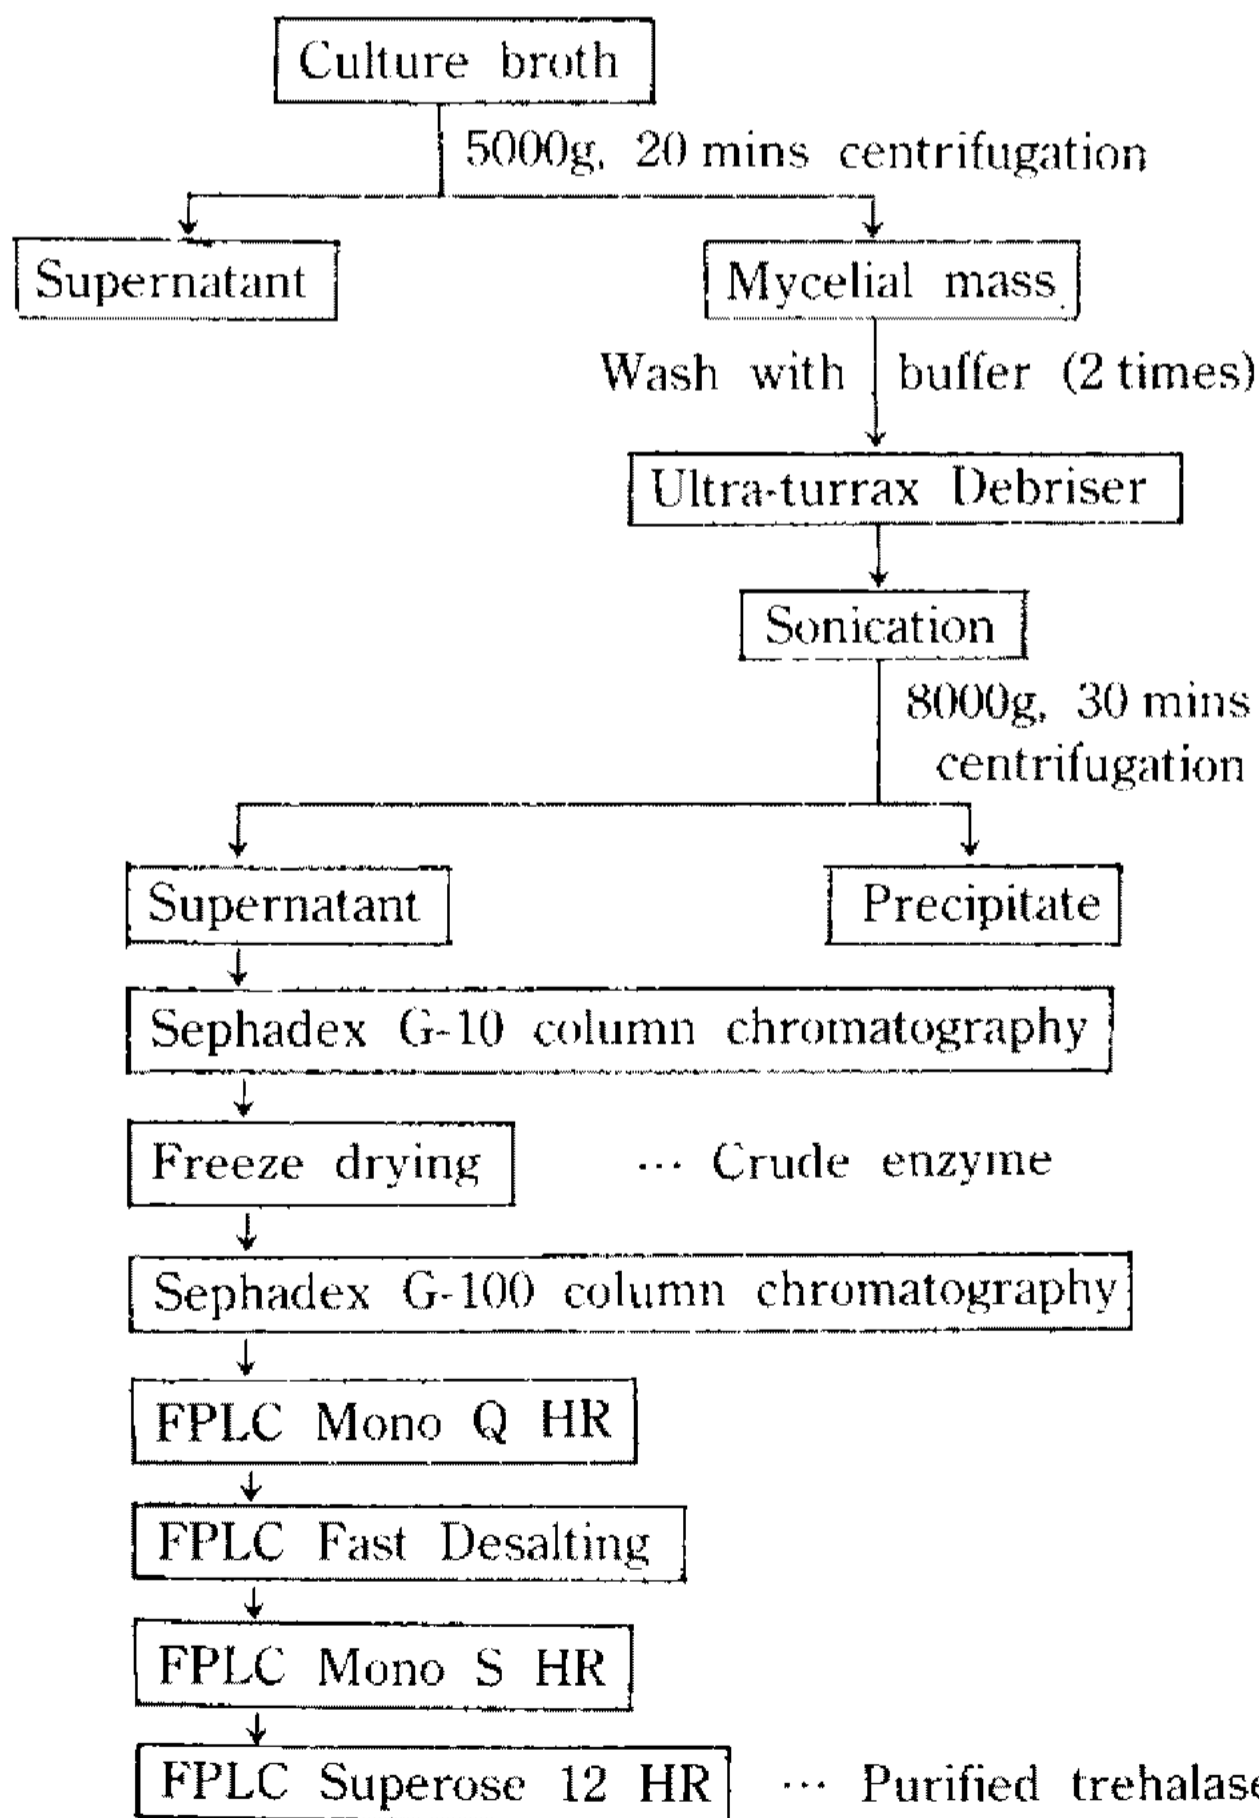 Culture broth
5000g, 20 mins centrifugation
Supernatant
Mycelial mass
Wash with buffer (2 times)
Ultra-turrax Debriser
Sonication
8000g, 30 mins
centrifugation
Supernatant
Precipitate
Sephadex G-10 column chromatography
Freeze drying ··· Crude enzyme
Sephadex G-100 column chromatography
FPLC Mono Q HR
FPLC Fast Desalting
FPLC Mono S HR
FPLC Superose 12 HR ··· Purified trehalase